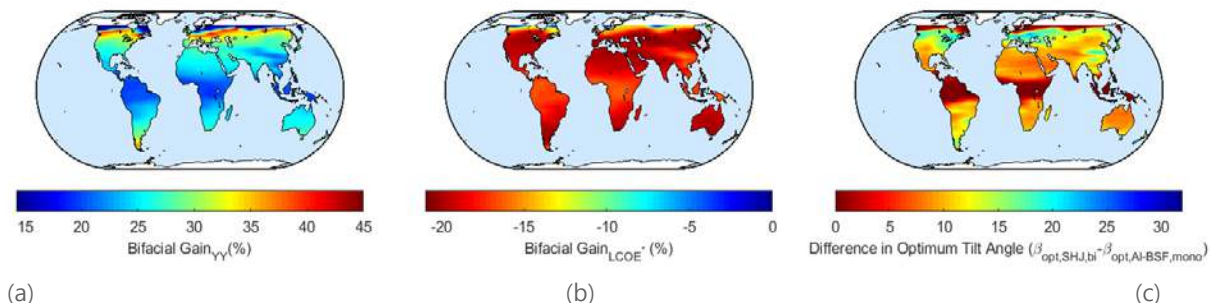 15 20 25 30 35 40 45
Bifacial Gain_YY(%)
-20 -15 -10 -5 0
Bifacial Gain_LCOE* (%)
0 5 10 15 20 25 30
Difference in Optimum Tilt Angle (β_opt,SHJ,bi-β_opt,Al-BSF,mono)
(a) (b) (c)